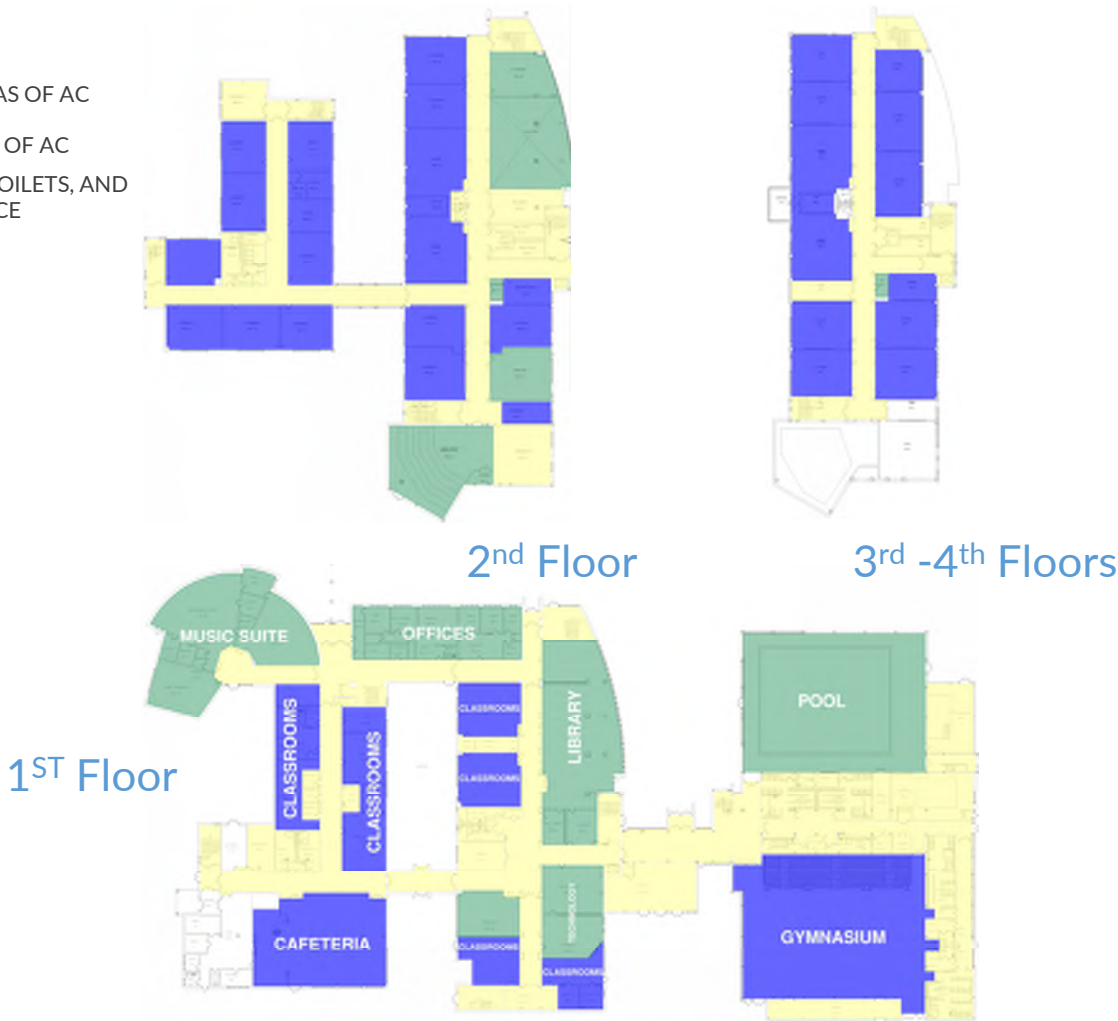 AS OF AC
OF AC
OILETS, AND
CE
2nd Floor
3rd -4th Floors
MUSIC SUITE
OFFICES
CLASSROOMS
CLASSROOMS
CLASSROOMS
CLASSROOMS
LIBRARY
POOL
1ST Floor
TECHNOLOGY
CAFETERIA
CLASSROOMS
CLASSROOMS
GYMNASIUM